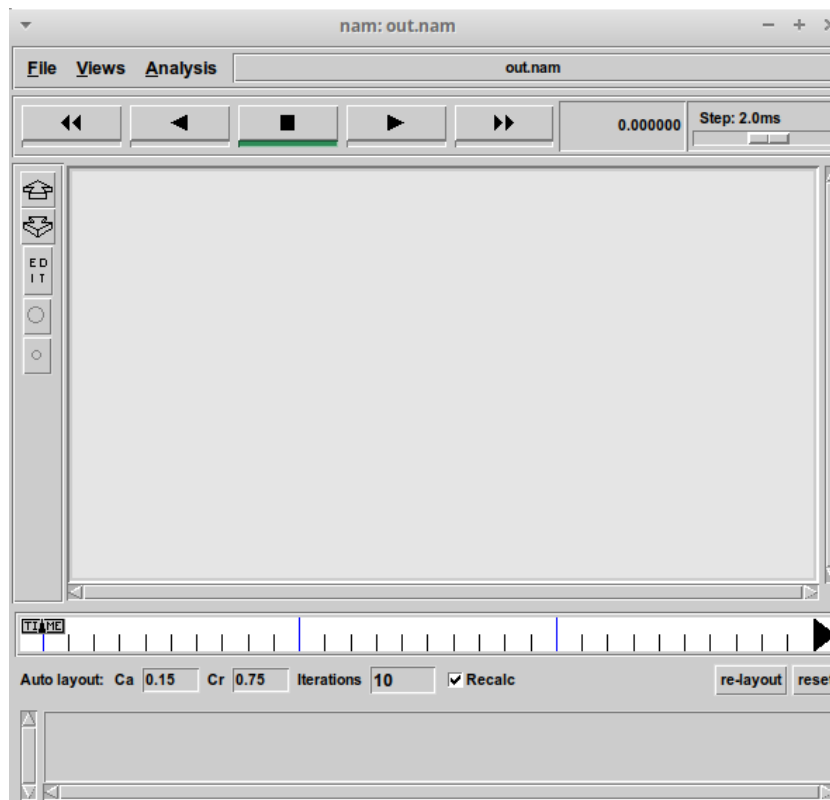 nam: out.nam
File Views Analysis out.nam
0.000000 Step: 2.0ms
ED
IT
TIME
Auto layout: Ca 0.15 Cr 0.75 Iterations 10 Recalc re-layout reset